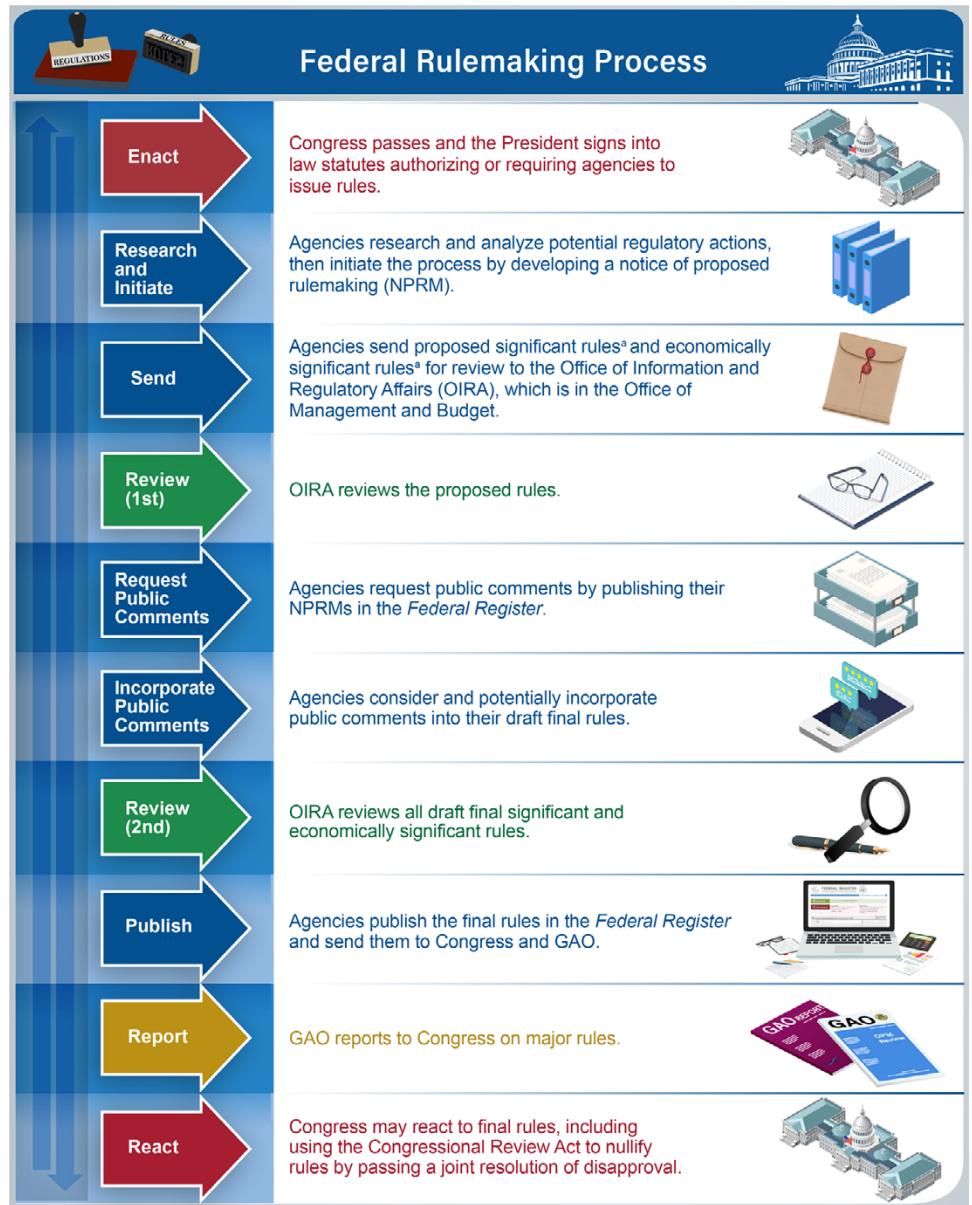 REGULATIONS
RULES
Federal Rulemaking Process
Enact
Congress passes and the President signs into
law statutes authorizing or requiring agencies to
issue rules.
Research
and
Initiate
Agencies research and analyze potential regulatory actions,
then initiate the process by developing a notice of proposed
rulemaking (NPRM).
Send
Agencies send proposed significant rulesᵃ and economically
significant rulesᵃ for review to the Office of Information and
Regulatory Affairs (OIRA), which is in the Office of
Management and Budget.
Review
(1st)
OIRA reviews the proposed rules.
Request
Public
Comments
Agencies request public comments by publishing their
NPRMs in the Federal Register.
Incorporate
Public
Comments
Agencies consider and potentially incorporate
public comments into their draft final rules.
Review
(2nd)
OIRA reviews all draft final significant and
economically significant rules.
Publish
Agencies publish the final rules in the Federal Register
and send them to Congress and GAO.
FEDERAL REGISTER
Report
GAO reports to Congress on major rules.
GAO REPORT
GAO
OPM
Review
React
Congress may react to final rules, including
using the Congressional Review Act to nullify
rules by passing a joint resolution of disapproval.